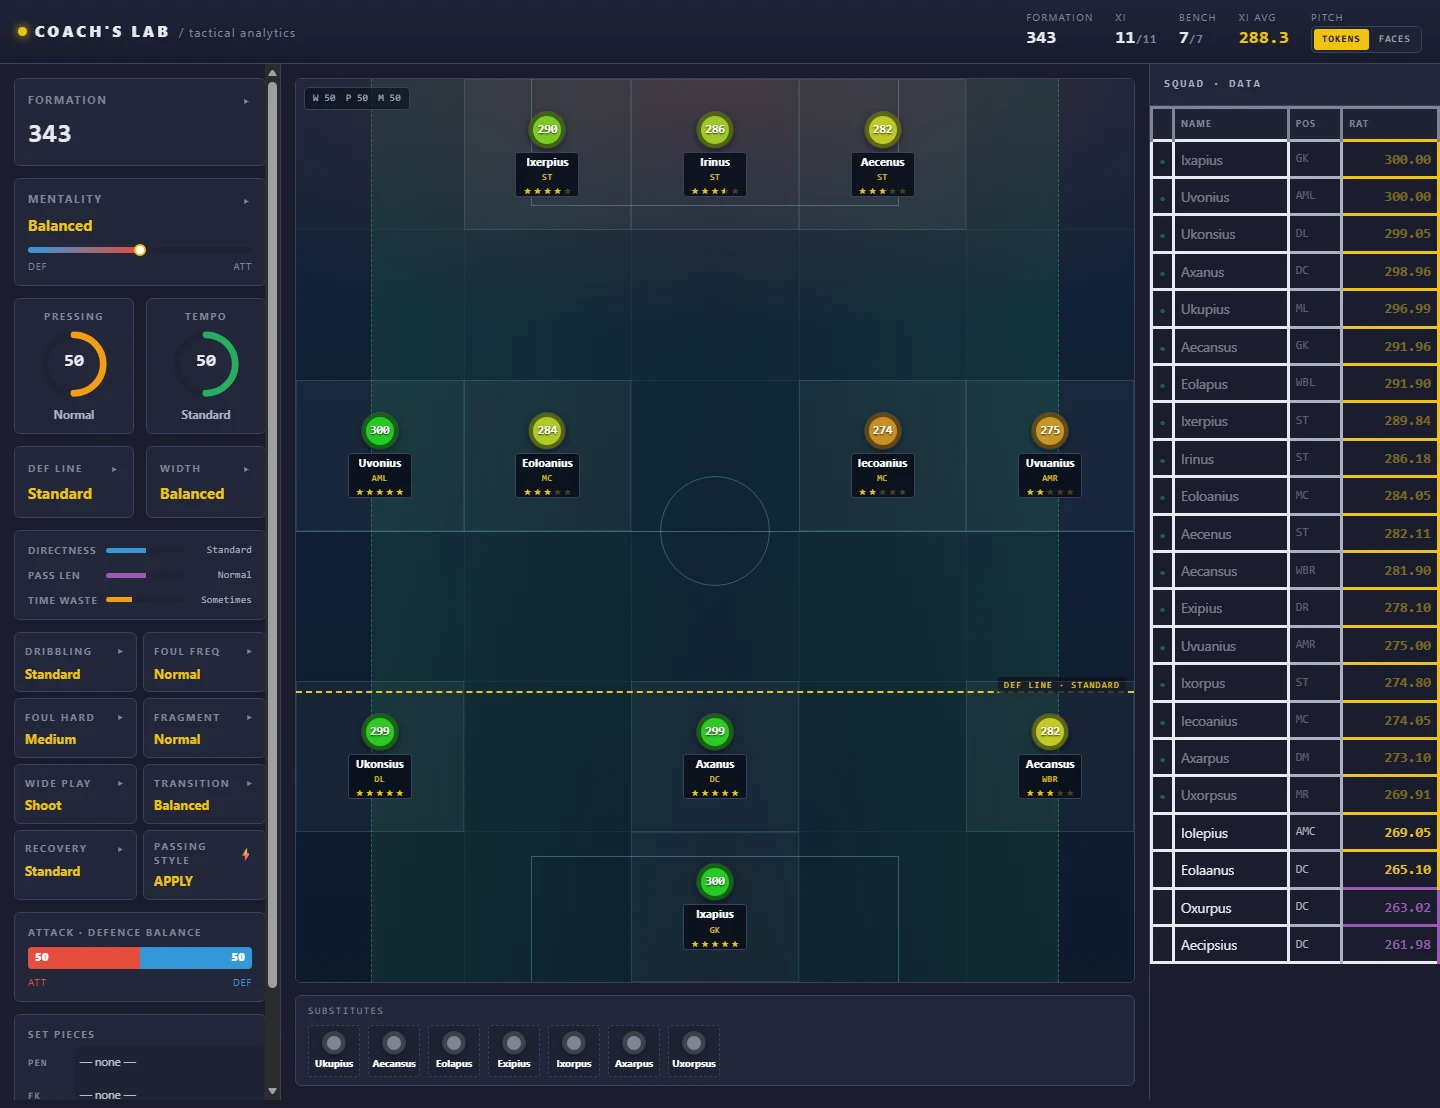 COACH'S LAB / tactical analytics
FORMATION
343
XI
11/11
BENCH
7/7
XI AVG
288.3
PITCH
TOKENS FACES
FORMATION ▸
343
MENTALITY ▸
Balanced
DEF ATT
PRESSING
50
Normal
TEMPO
50
Standard
DEF LINE ▸
Standard
WIDTH ▸
Balanced
DIRECTNESS Standard
PASS LEN Normal
TIME WASTE Sometimes
DRIBBLING ▸
Standard
FOUL FREQ ▸
Normal
FOUL HARD ▸
Medium
FRAGMENT ▸
Normal
WIDE PLAY ▸
Shoot
TRANSITION ▸
Balanced
RECOVERY ▸
Standard
PASSING
STYLE
APPLY
ATTACK · DEFENCE BALANCE
50 50
ATT DEF
SET PIECES
PEN — none —
FK — none —
W 50 P 50 M 50
290
Ixerpius
ST
286
Irinus
ST
282
Aecenus
ST
300
Uvonius
AML
284
Eoloanius
MC
274
Iecoanius
MC
275
Uvuanius
AMR
DEF LINE · STANDARD
299
Ukonsius
DL
299
Axanus
DC
282
Aecansus
WBR
300
Ixapius
GK
SUBSTITUTES
Ukupius Aecansus Eolapus Exipius Ixorpus Axarpus Uxorpsus
SQUAD · DATA
NAME POS RAT
Ixapius GK 300.00
Uvonius AML 300.00
Ukonsius DL 299.05
Axanus DC 298.96
Ukupius ML 296.99
Aecansus GK 291.96
Eolapus WBL 291.90
Ixerpius ST 289.84
Irinus ST 286.18
Eoloanius MC 284.05
Aecenus ST 282.11
Aecansus WBR 281.90
Exipius DR 278.10
Uvuanius AMR 275.00
Ixorpus ST 274.80
Iecoanius MC 274.05
Axarpus DM 273.10
Uxorpsus MR 269.91
Iolepius AMC 269.05
Eolaanus DC 265.10
Oxurpus DC 263.02
Aecipsius DC 261.98